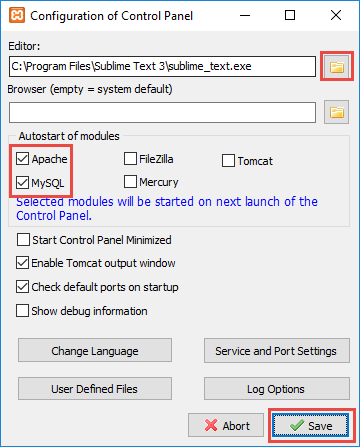 Configuration of Control Panel
Editor:
C:\Program Files\Sublime Text 3\sublime_text.exe
Browser (empty = system default)
Autostart of modules
Apache
FileZilla
Tomcat
MySQL
Mercury
Selected modules will be started on next launch of the
Control Panel.
Start Control Panel Minimized
Enable Tomcat output window
Check default ports on startup
Show debug information
Change Language
Service and Port Settings
User Defined Files
Log Options
Abort
Save